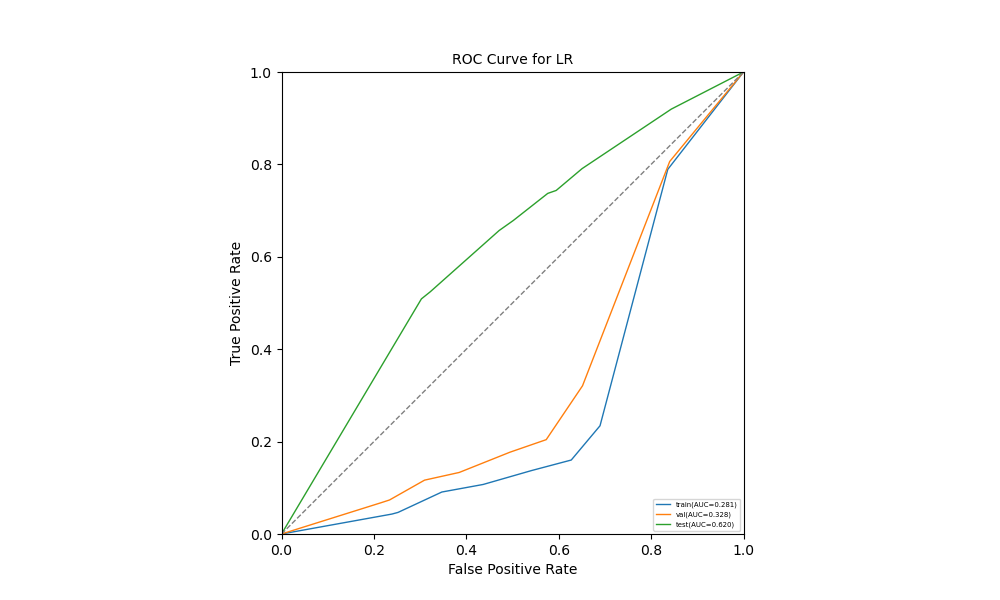 ROC Curve for LR
1.0
0.8
0.6
0.4
0.2
0.0
True Positive Rate
0.0 0.2 0.4 0.6 0.8 1.0
False Positive Rate
train(AUC=0.281)
val(AUC=0.328)
test(AUC=0.620)